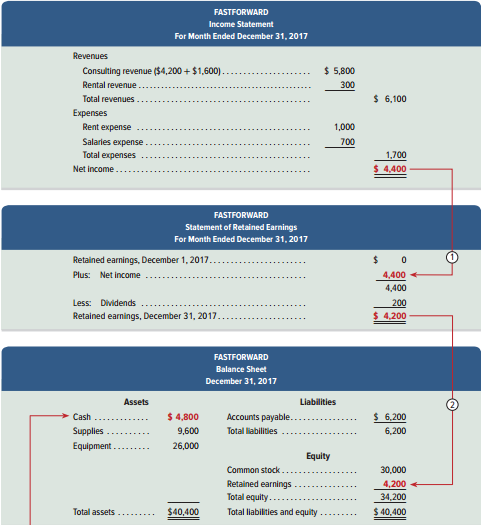 FASTFORWARD
Income Statement
For Month Ended December 31, 2017
Revenues
Consulting revenue ($4,200 + $1,600) $ 5,800
Rental revenue 300
Total revenues $ 6,100
Expenses
Rent expense 1,000
Salaries expense 700
Total expenses 1,700
Net income $ 4,400
FASTFORWARD
Statement of Retained Earnings
For Month Ended December 31, 2017
Retained earnings, December 1, 2017 $ 0
1
Plus: Net income 4,400
4,400
Less: Dividends 200
Retained earnings, December 31, 2017 $ 4,200
FASTFORWARD
Balance Sheet
December 31, 2017
Assets Liabilities
2
Cash $ 4,800 Accounts payable $ 6,200
Supplies 9,600 Total liabilities 6,200
Equipment 26,000
Equity
Common stock 30,000
Retained earnings 4,200
Total equity 34,200
Total assets $40,400 Total liabilities and equity $ 40,400